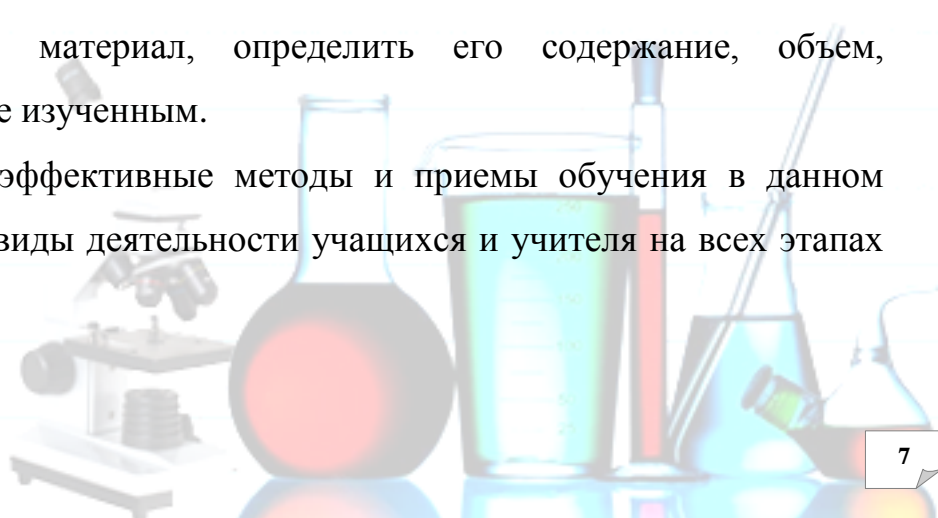 материал, определить его содержание, объем,
е изученным.
эффективные методы и приемы обучения в данном
виды деятельности учащихся и учителя на всех этапах
7